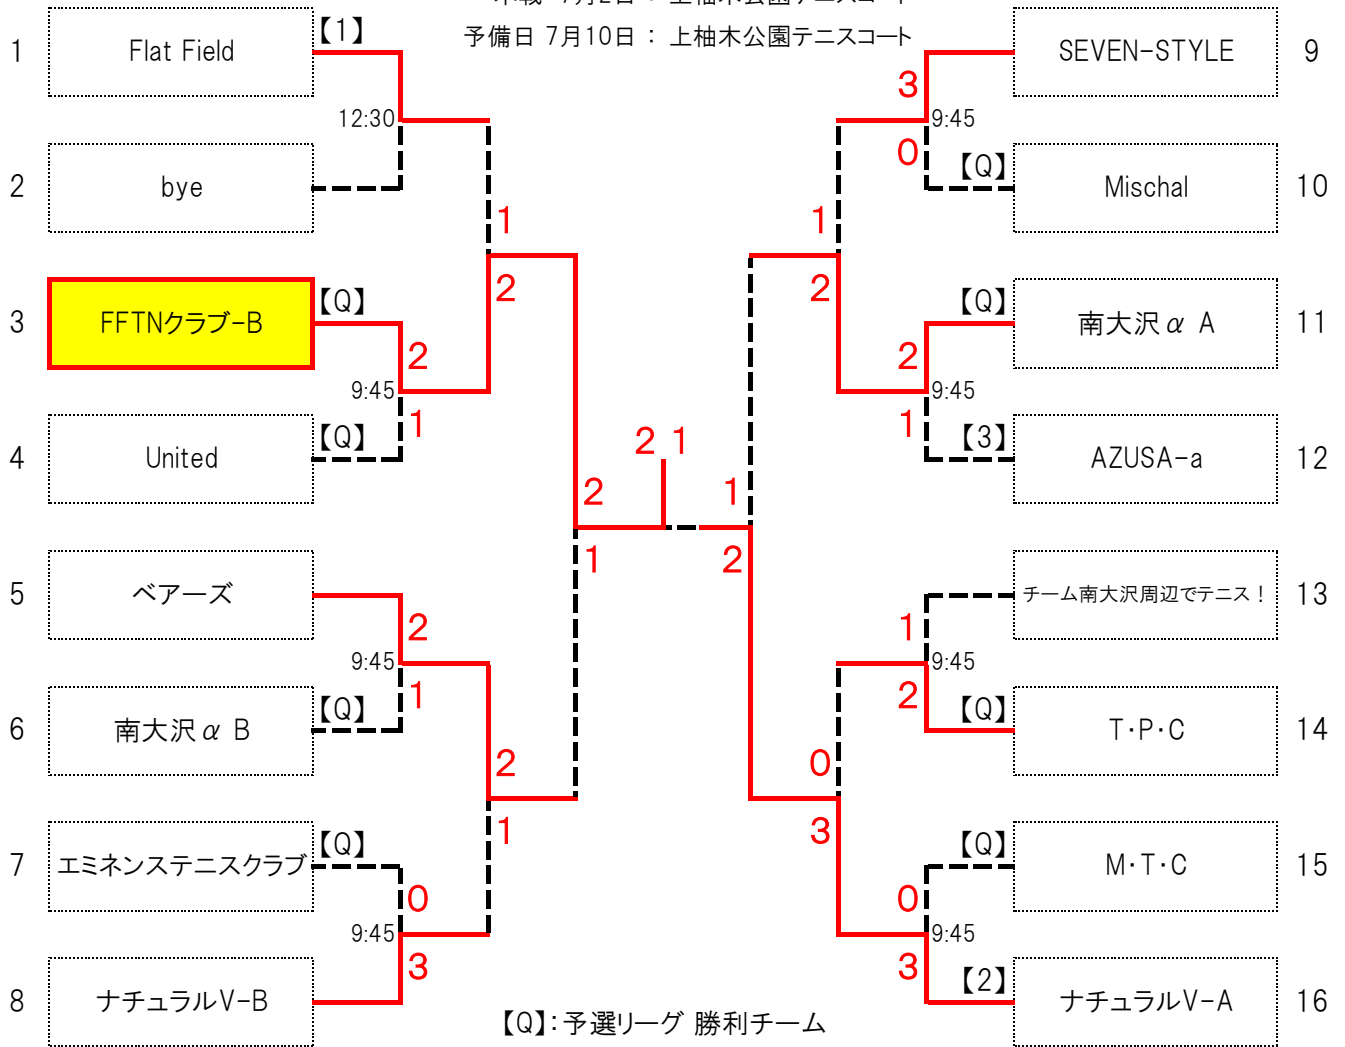 予備日 7月10日 : 上柚木公園テニスコート
1 Flat Field 【1】
12:30
2 bye
1
2
3 FFTNクラブ-B 【Q】
2
9:45
1
4 United 【Q】
2
1
5 ベアーズ
2
9:45
1
6 南大沢α B 【Q】
2
1
7 エミネンステニスクラブ 【Q】
0
9:45
3
8 ナチュラルV-B
2 1
SEVEN-STYLE 9
3
9:45
0
【Q】 Mischal 10
1
2
【Q】 南大沢α A 11
2
9:45
1
【3】 AZUSA-a 12
1
2
チーム南大沢周辺でテニス! 13
1
9:45
2
【Q】 T・P・C 14
0
3
【Q】 M・T・C 15
0
9:45
3
【2】 ナチュラルV-A 16
【Q】:予選リーグ 勝利チーム